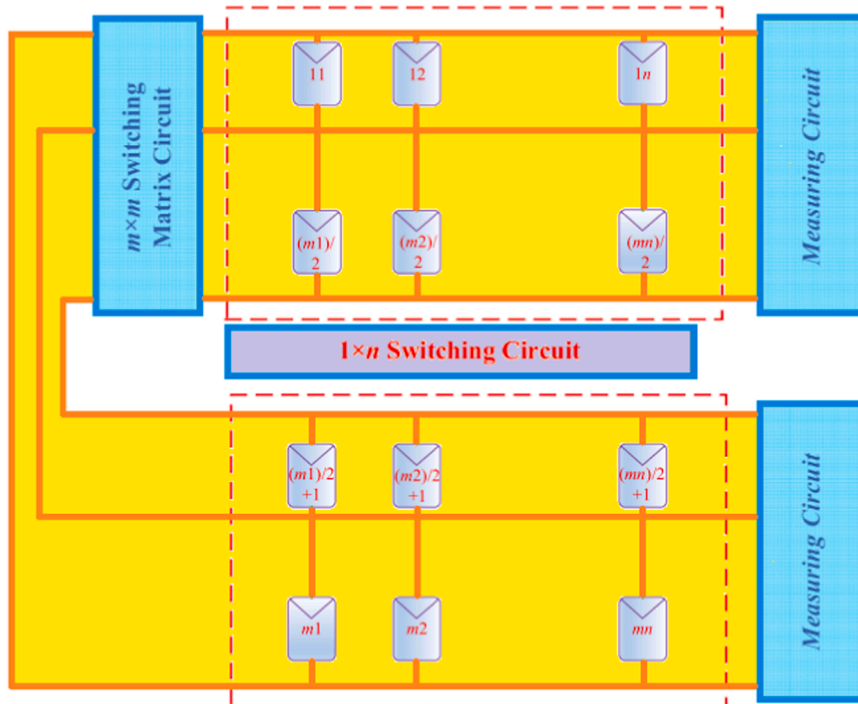 m×m Switching
Matrix Circuit
11
12
1n
Measuring Circuit
(m1)/
2
(m2)/
2
(mn)/
2
1×n Switching Circuit
(m1)/2
+1
(m2)/2
+1
(mn)/2
+1
Measuring Circuit
m1
m2
mn